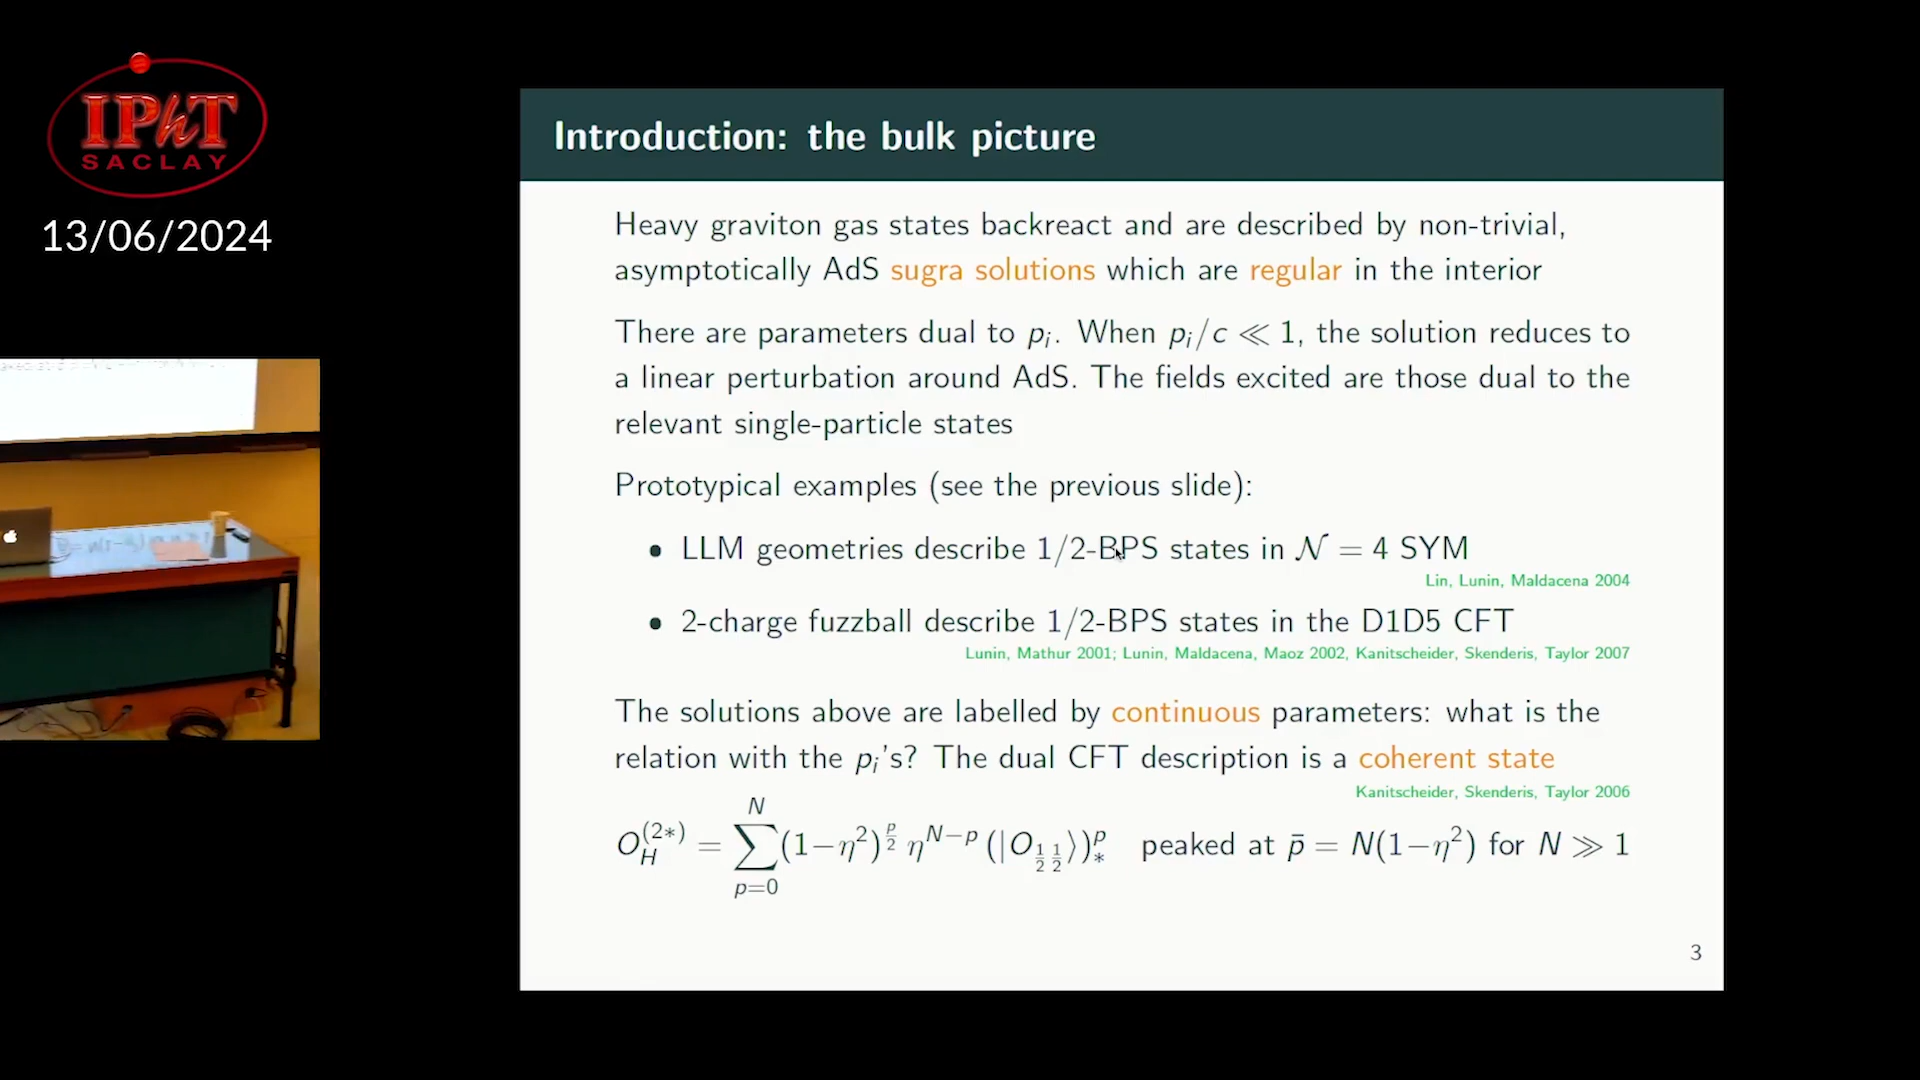 IPhT
SACLAY
13/06/2024
Introduction: the bulk picture
Heavy graviton gas states backreact and are described by non-trivial,
asymptotically AdS sugra solutions which are regular in the interior
There are parameters dual to pᵢ. When pᵢ/c ≪ 1, the solution reduces to
a linear perturbation around AdS. The fields excited are those dual to the
relevant single-particle states
Prototypical examples (see the previous slide):
• LLM geometries describe 1/2-BPS states in 𝒩 = 4 SYM
Lin, Lunin, Maldacena 2004
• 2-charge fuzzball describe 1/2-BPS states in the D1D5 CFT
Lunin, Mathur 2001; Lunin, Maldacena, Maoz 2002, Kanitscheider, Skenderis, Taylor 2007
The solutions above are labelled by continuous parameters: what is the
relation with the pᵢ's? The dual CFT description is a coherent state
Kanitscheider, Skenderis, Taylor 2006
O_H^{(2*)} = \sum_{p=0}^{N} (1−η²)^{p/2} η^{N−p} (|O_{1/2 1/2}⟩)_*^p peaked at p̄ = N(1−η²) for N ≫ 1
3